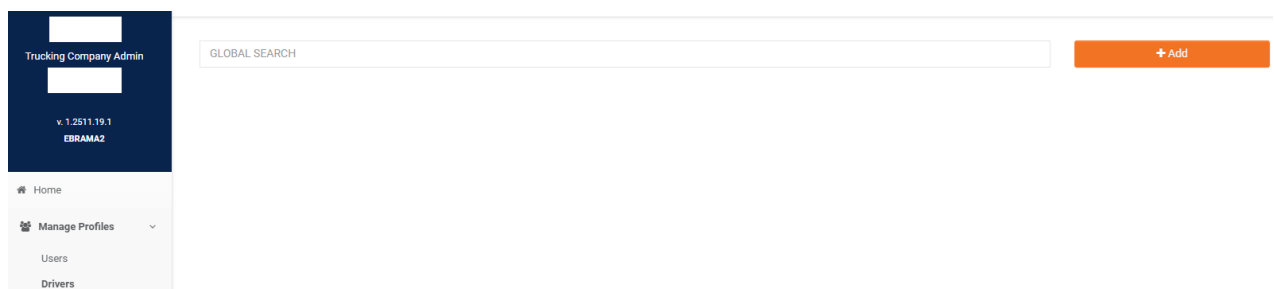 Trucking Company Admin
v. 1.2511.19.1
EBRAMA2
Home
Manage Profiles
Users
Drivers
GLOBAL SEARCH
+ Add